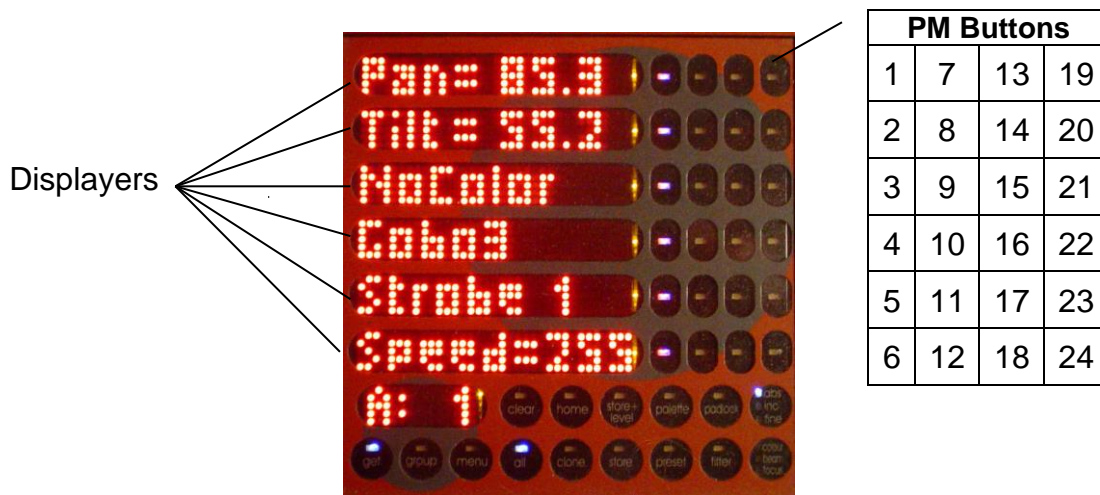 PM Buttons
Displayers
Pan= 85.3
Tilt= 55.2
NoColor
Gobo3
Strobe 1
Speed=255
1 7 13 19
2 8 14 20
3 9 15 21
4 10 16 22
5 11 17 23
6 12 18 24
A: 1
clear home store+ palette abs
level inc
fine
get group menu all clone store preset filter
beam
focus